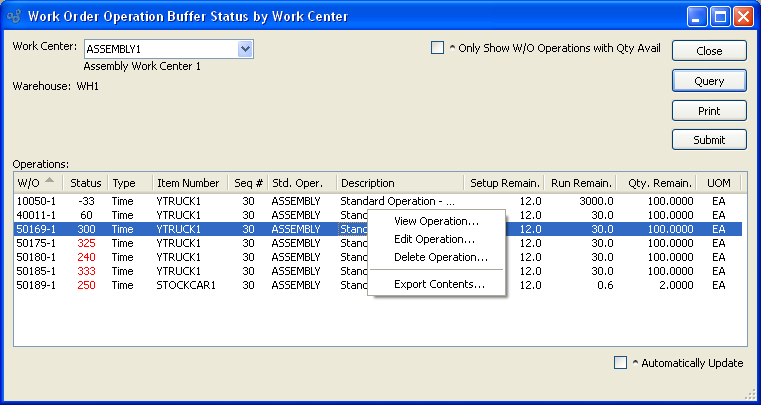 Work Order Operation Buffer Status by Work Center
Work Center: ASSEMBLY1 ^ Only Show W/O Operations with Qty Avail Close
Assembly Work Center 1
Warehouse: WH1 Query
Print
Submit
Operations:
W/O Status Type Item Number Seq # Std. Oper. Description Setup Remain. Run Remain. Qty. Remain. UOM
10050-1 -33 Time YTRUCK1 30 ASSEMBLY Standard Operation - ... 12.0 3000.0 100.0000 EA
40011-1 60 Time YTRUCK1 30 ASSEMBLY Stand 12.0 30.0 100.0000 EA
50169-1 300 Time YTRUCK1 30 ASSEMBLY Stand 12.0 30.0 100.0000 EA
50175-1 325 Time YTRUCK1 30 ASSEMBLY Stand 12.0 30.0 100.0000 EA
50180-1 240 Time YTRUCK1 30 ASSEMBLY Stand 12.0 30.0 100.0000 EA
50185-1 333 Time YTRUCK1 30 ASSEMBLY Stand 12.0 30.0 100.0000 EA
50189-1 250 Time STOCKCAR1 30 ASSEMBLY Stand 12.0 0.6 2.0000 EA
View Operation...
Edit Operation...
Delete Operation...
Export Contents...
^ Automatically Update